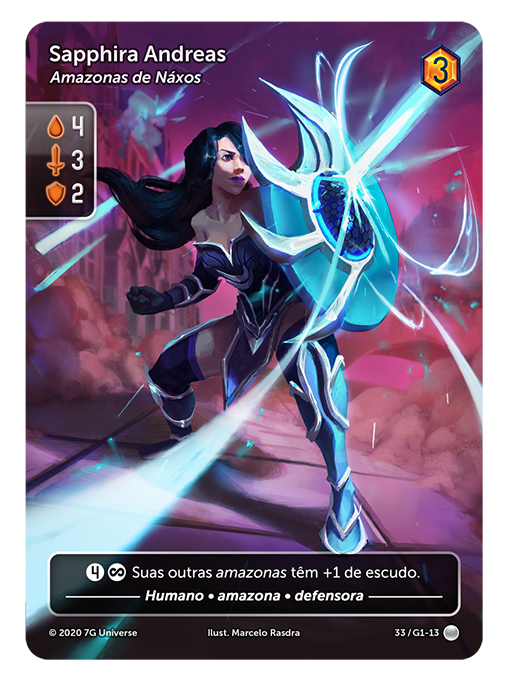 Sapphira Andreas
Amazonas de Náxos
3
4
3
2
4 ∞ Suas outras amazonas têm +1 de escudo.
Humano • amazona • defensora
© 2020 7G Universe
Ilust. Marcelo Rasdra
33 / G1-13